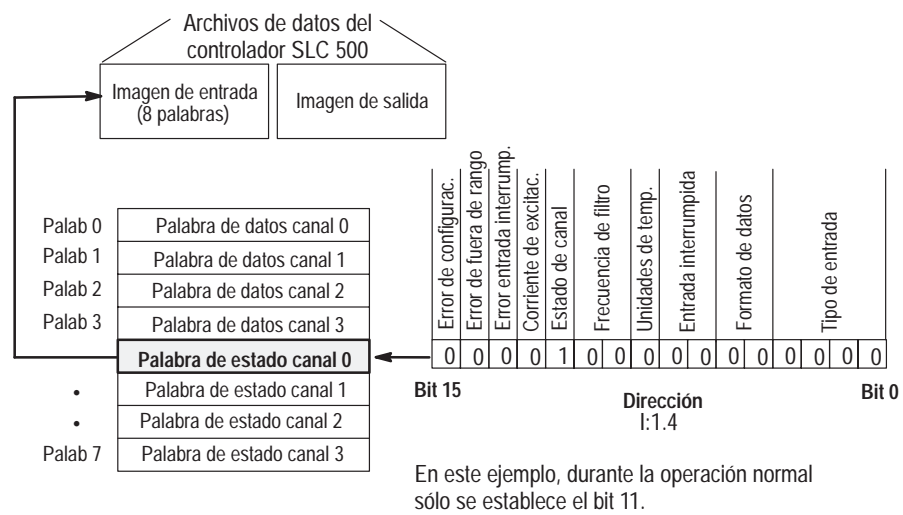 Archivos de datos del
controlador SLC 500
Imagen de entrada
(8 palabras)
Imagen de salida
Error de configurac.
Error de fuera de rango
Error entrada interrump.
Corriente de excitac.
Estado de canal
Frecuencia de filtro
Unidades de temp.
Entrada interrumpida
Formato de datos
Tipo de entrada
Palab 0 Palabra de datos canal 0
Palab 1 Palabra de datos canal 1
Palab 2 Palabra de datos canal 2
Palab 3 Palabra de datos canal 3
Palabra de estado canal 0
0 0 0 0 1 0 0 0 0 0 0 0 0 0 0 0
• Palabra de estado canal 1
• Palabra de estado canal 2
Palab 7 Palabra de estado canal 3
Bit 15
Bit 0
Dirección
I:1.4
En este ejemplo, durante la operación normal
sólo se establece el bit 11.